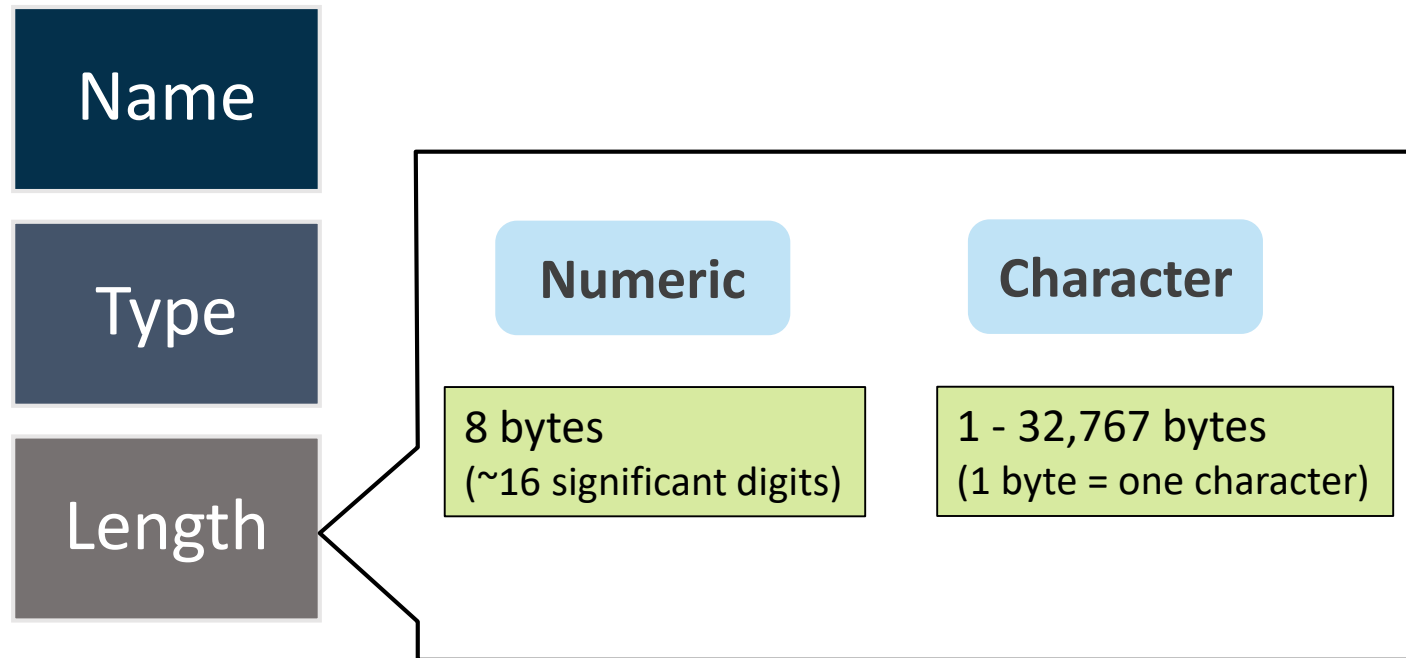 Name
Type
Length
Numeric
8 bytes
(~16 significant digits)
Character
1 - 32,767 bytes
(1 byte = one character)